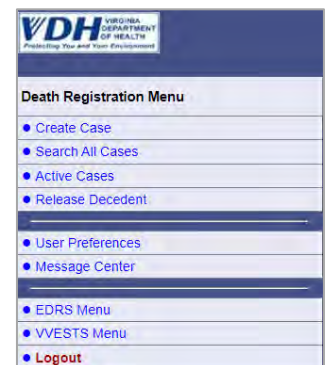 VDH VIRGINIA
DEPARTMENT
OF HEALTH
Protecting You and Your Environment
Death Registration Menu
Create Case
Search All Cases
Active Cases
Release Decedent
User Preferences
Message Center
EDRS Menu
VVESTS Menu
Logout